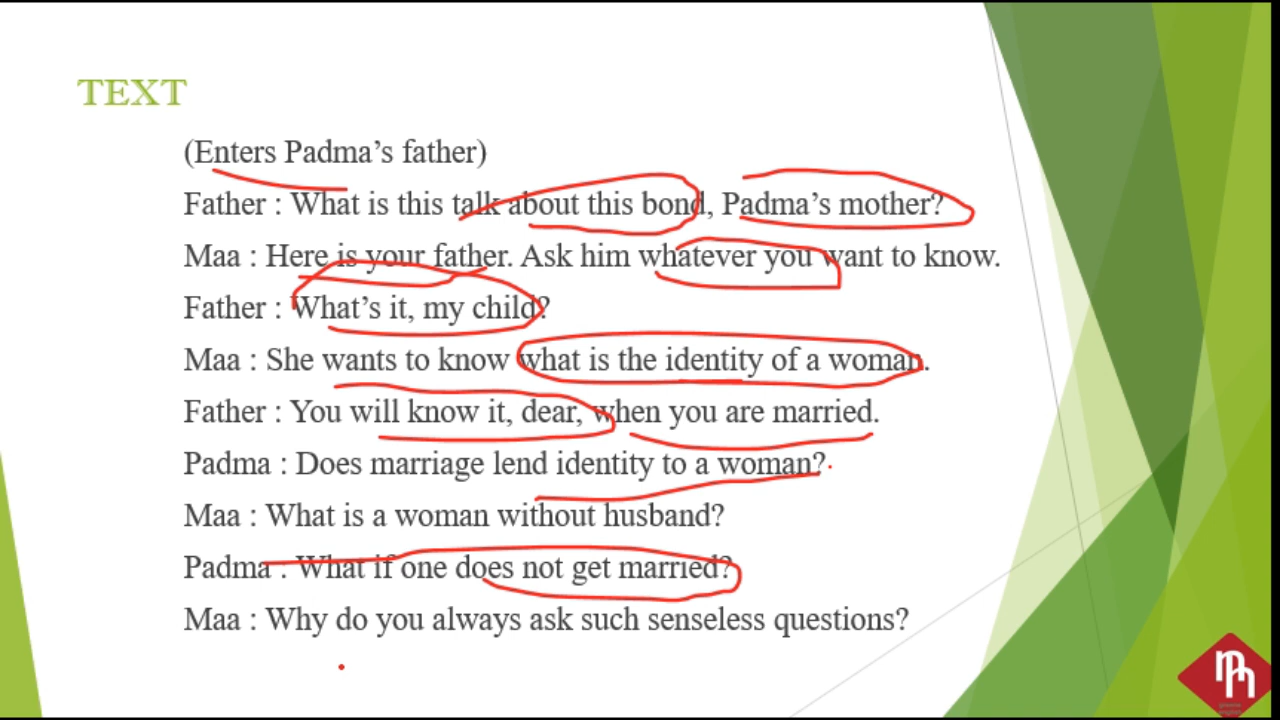 TEXT
(Enters Padma's father)
Father : What is this talk about this bond, Padma's mother?
Maa : Here is your father. Ask him whatever you want to know.
Father : What's it, my child?
Maa : She wants to know what is the identity of a woman.
Father : You will know it, dear, when you are married.
Padma : Does marriage lend identity to a woman?
Maa : What is a woman without husband?
Padma : What if one does not get married?
Maa : Why do you always ask such senseless questions?